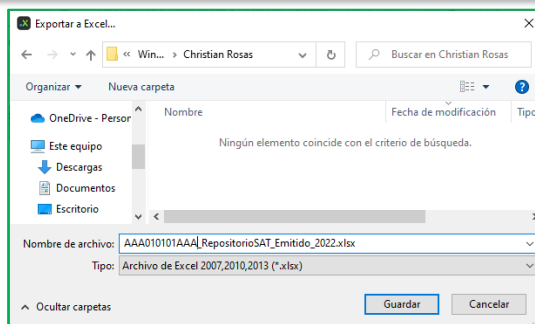 Exportar a Excel...
« Win... › Christian Rosas
Buscar en Christian Rosas
Organizar Nueva carpeta
Nombre Fecha de modificación Tipo
OneDrive - Person
Ningún elemento coincide con el criterio de búsqueda.
Este equipo
Descargas
Documentos
Escritorio
Nombre de archivo: AAA010101AAA_RepositorioSAT_Emitido_2022.xlsx
Tipo: Archivo de Excel 2007,2010,2013 (*.xlsx)
Ocultar carpetas
Guardar Cancelar